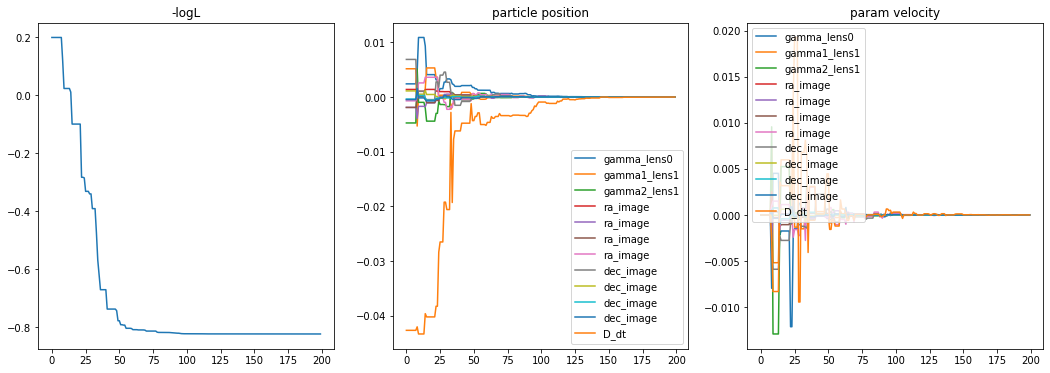 -logL
0.2
0.0
−0.2
−0.4
−0.6
−0.8
0 25 50 75 100 125 150 175 200
particle position
0.01
0.00
−0.01
−0.02
−0.03
−0.04
gamma_lens0
gamma1_lens1
gamma2_lens1
ra_image
ra_image
ra_image
ra_image
dec_image
dec_image
dec_image
dec_image
D_dt
0 25 50 75 100 125 150 175 200
param velocity
0.020
0.015
0.010
0.005
0.000
−0.005
−0.010
gamma_lens0
gamma1_lens1
gamma2_lens1
ra_image
ra_image
ra_image
ra_image
dec_image
dec_image
dec_image
dec_image
D_dt
0 25 50 75 100 125 150 175 200